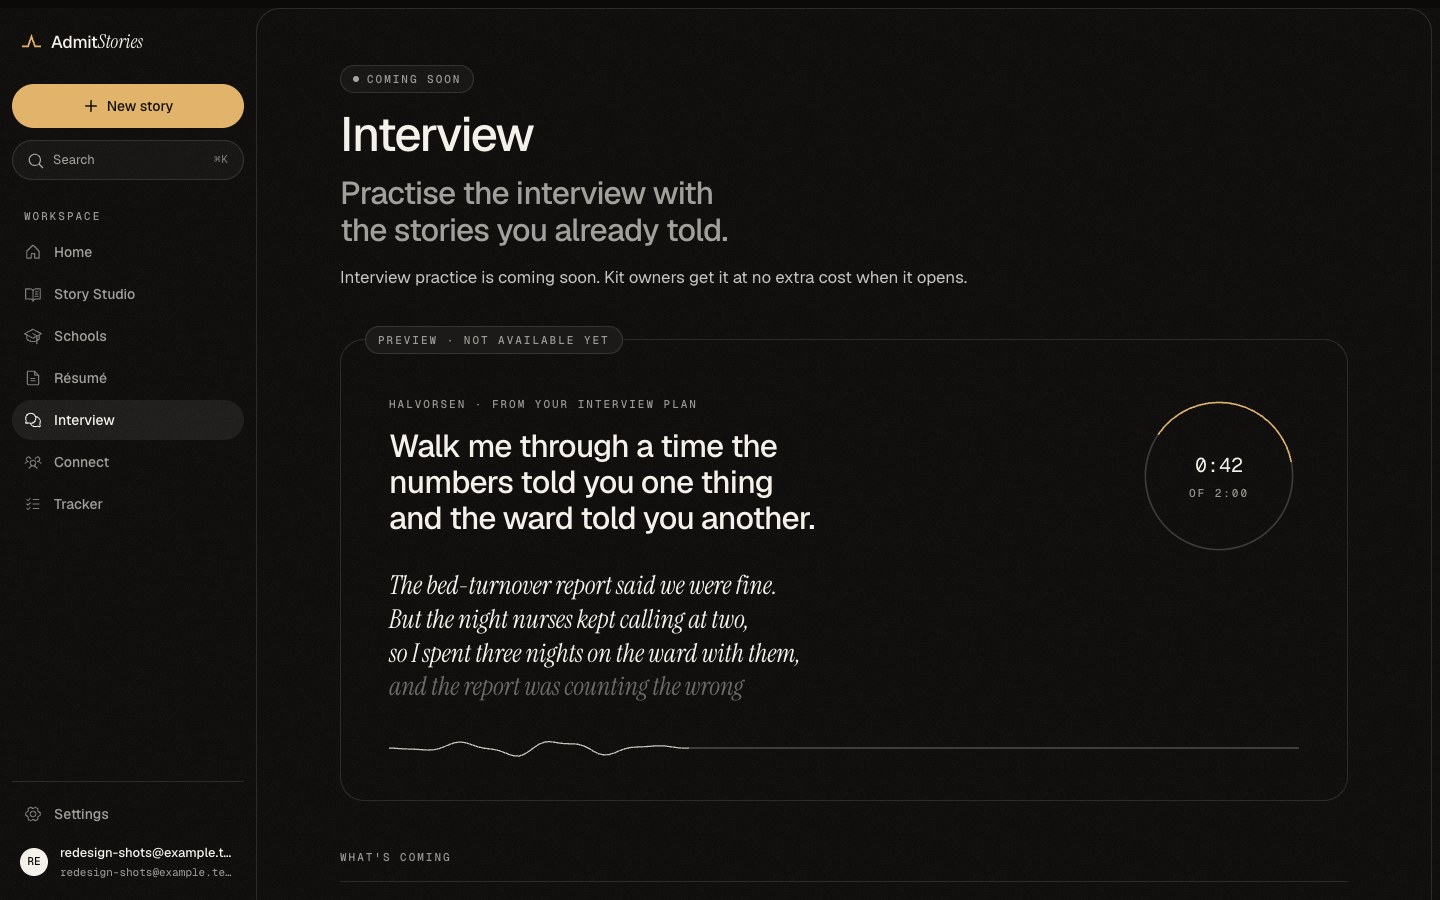 AdmitStories
New story
Search ⌘K
WORKSPACE
Home
Story Studio
Schools
Résumé
Interview
Connect
Tracker
Settings
RE
redesign-shots@example.t…
redesign-shots@example.te…
COMING SOON
Interview
Practise the interview with
the stories you already told.
Interview practice is coming soon. Kit owners get it at no extra cost when it opens.
PREVIEW · NOT AVAILABLE YET
HALVORSEN · FROM YOUR INTERVIEW PLAN
Walk me through a time the
numbers told you one thing
and the ward told you another.
0:42
OF 2:00
The bed-turnover report said we were fine.
But the night nurses kept calling at two,
so I spent three nights on the ward with them,
and the report was counting the wrong
WHAT'S COMING